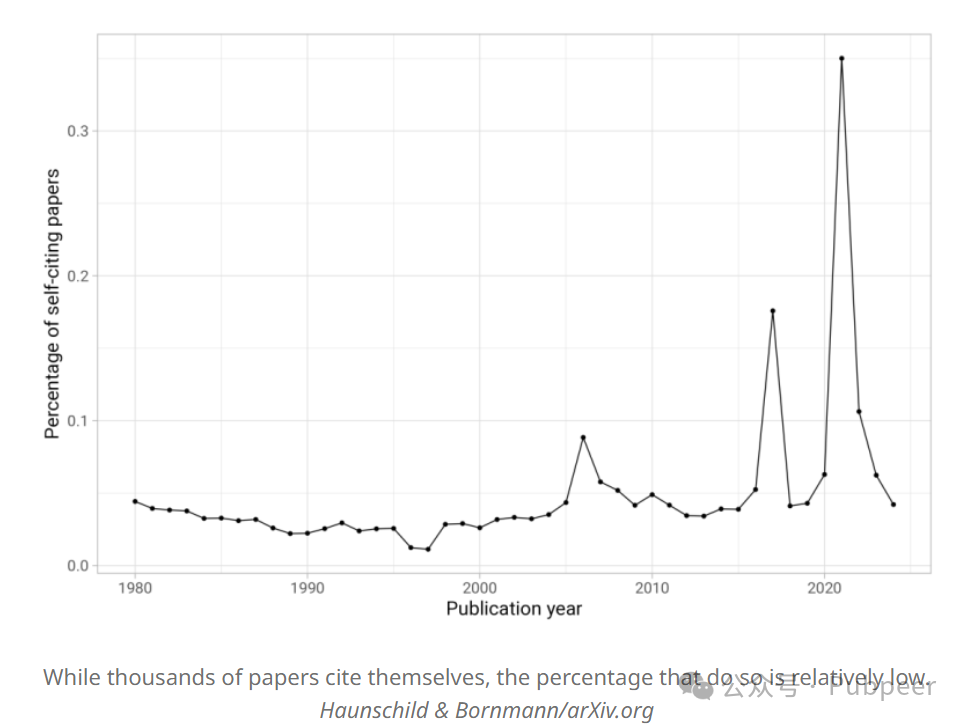 Percentage of self-citing papers
0.3
0.2
0.1
0.0
1980 1990 2000 2010 2020
Publication year
While thousands of papers cite themselves, the percentage that do so is relatively low.
公众号 · Pubpeer
Haunschild & Bornmann/arXiv.org